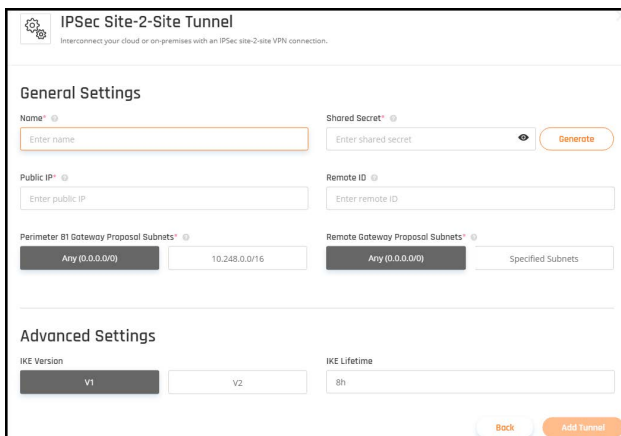 IPSec Site-2-Site Tunnel
Interconnect your cloud or on-premises with an IPSec site-2-site VPN connection.
General Settings
Name*
Shared Secret*
Enter name
Enter shared secret
Generate
Public IP*
Remote ID
Enter public IP
Enter remote ID
Perimeter 81 Gateway Proposal Subnets*
Remote Gateway Proposal Subnets*
Any (0.0.0.0/0)
10.248.0.0/16
Any (0.0.0.0/0)
Specified Subnets
Advanced Settings
IKE Version
IKE Lifetime
V1
V2
8h
Back
Add Tunnel